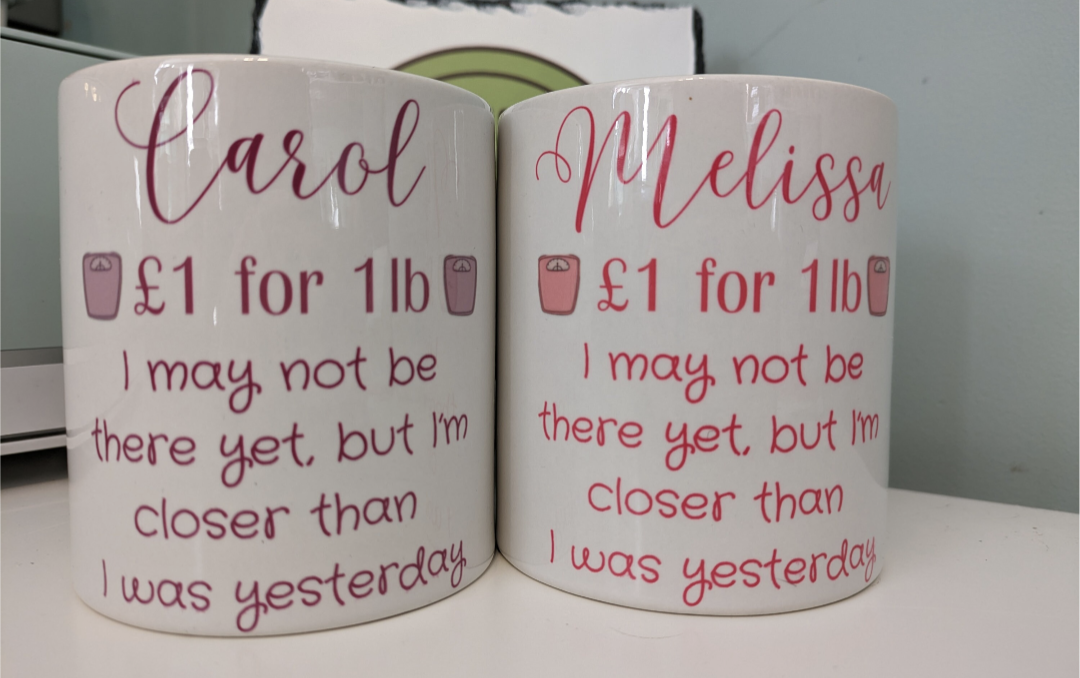 Carol
£1 for 1lb
I may not be
there yet, but I'm
closer than
I was yesterday
Melissa
£1 for 1lb
I may not be
there yet, but I'm
closer than
I was yesterday